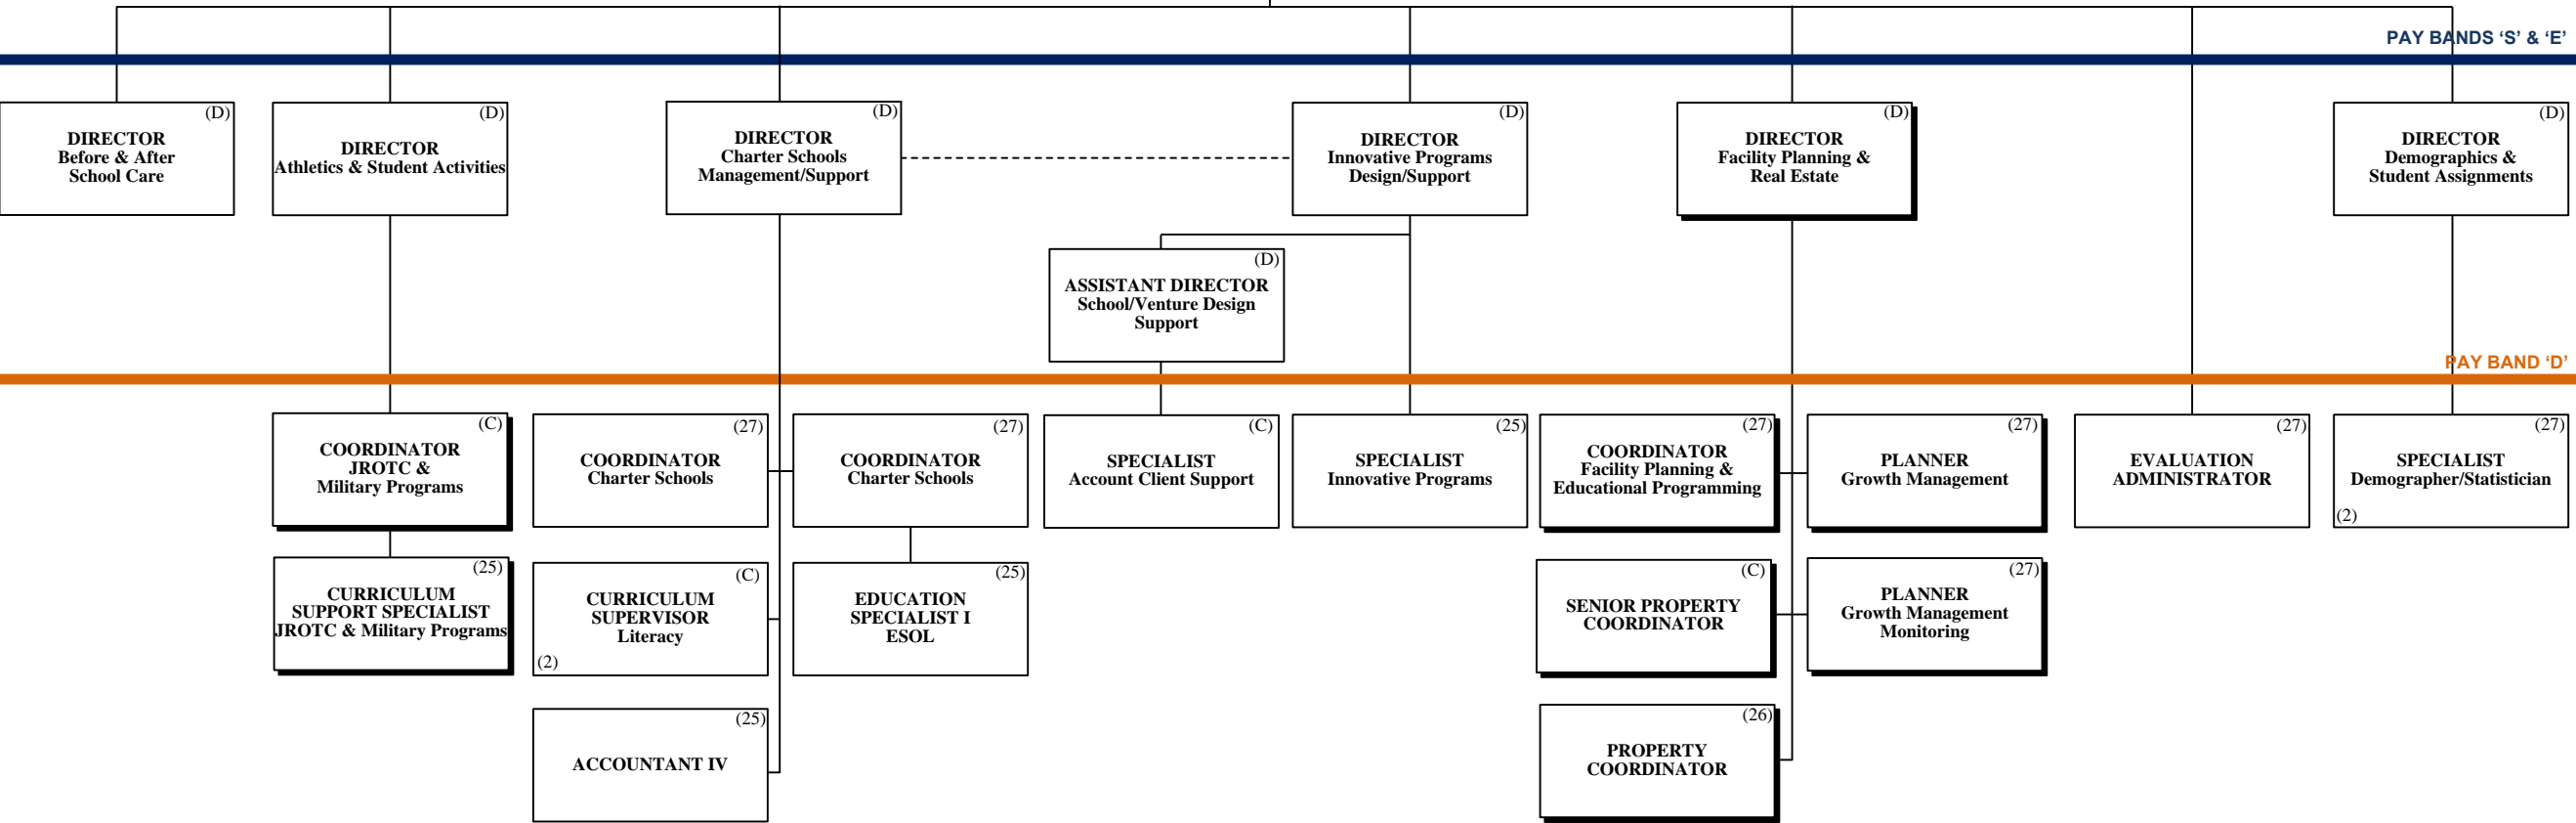 PAY BANDS ‘S’ & ‘E’
(D)
DIRECTOR
Before & After
School Care
(D)
DIRECTOR
Athletics & Student Activities
(D)
DIRECTOR
Charter Schools
Management/Support
(D)
DIRECTOR
Innovative Programs
Design/Support
(D)
DIRECTOR
Facility Planning &
Real Estate
(D)
DIRECTOR
Demographics &
Student Assignments
(D)
ASSISTANT DIRECTOR
School/Venture Design
Support
PAY BAND ‘D’
(C)
COORDINATOR
JROTC &
Military Programs
(27)
COORDINATOR
Charter Schools
(27)
COORDINATOR
Charter Schools
(C)
SPECIALIST
Account Client Support
(25)
SPECIALIST
Innovative Programs
(27)
COORDINATOR
Facility Planning &
Educational Programming
(27)
PLANNER
Growth Management
(27)
EVALUATION
ADMINISTRATOR
(27)
SPECIALIST
Demographer/Statistician
(2)
(25)
CURRICULUM
SUPPORT SPECIALIST
JROTC & Military Programs
(C)
CURRICULUM
SUPERVISOR
Literacy
(2)
(25)
EDUCATION
SPECIALIST I
ESOL
(C)
SENIOR PROPERTY
COORDINATOR
(27)
PLANNER
Growth Management
Monitoring
(25)
ACCOUNTANT IV
(26)
PROPERTY
COORDINATOR